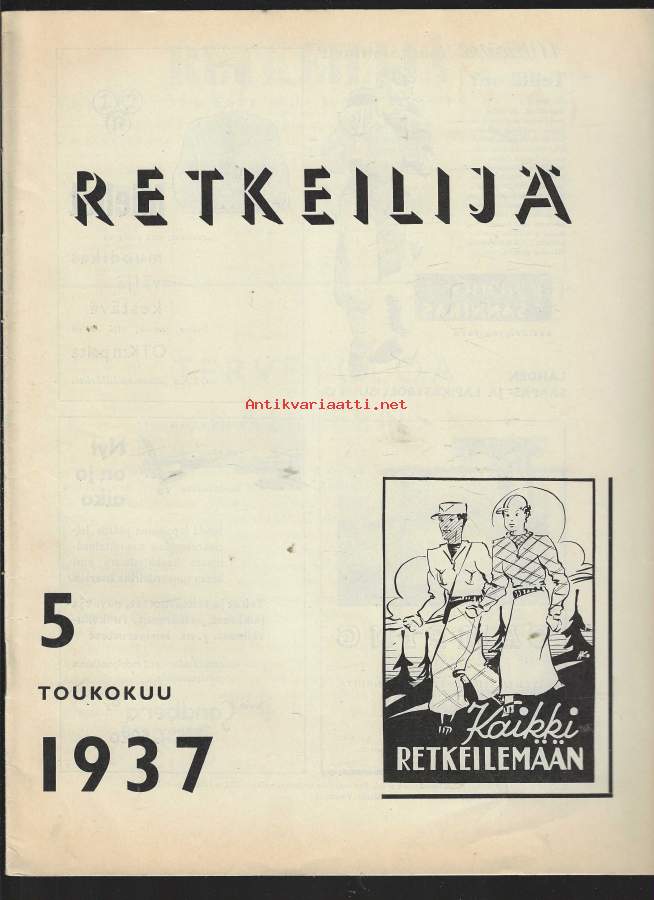 RETKEILIJÄ
Antikvariaatti.net
5
TOUKOKUU
1937
Kaikki
RETKEILEMÄÄN